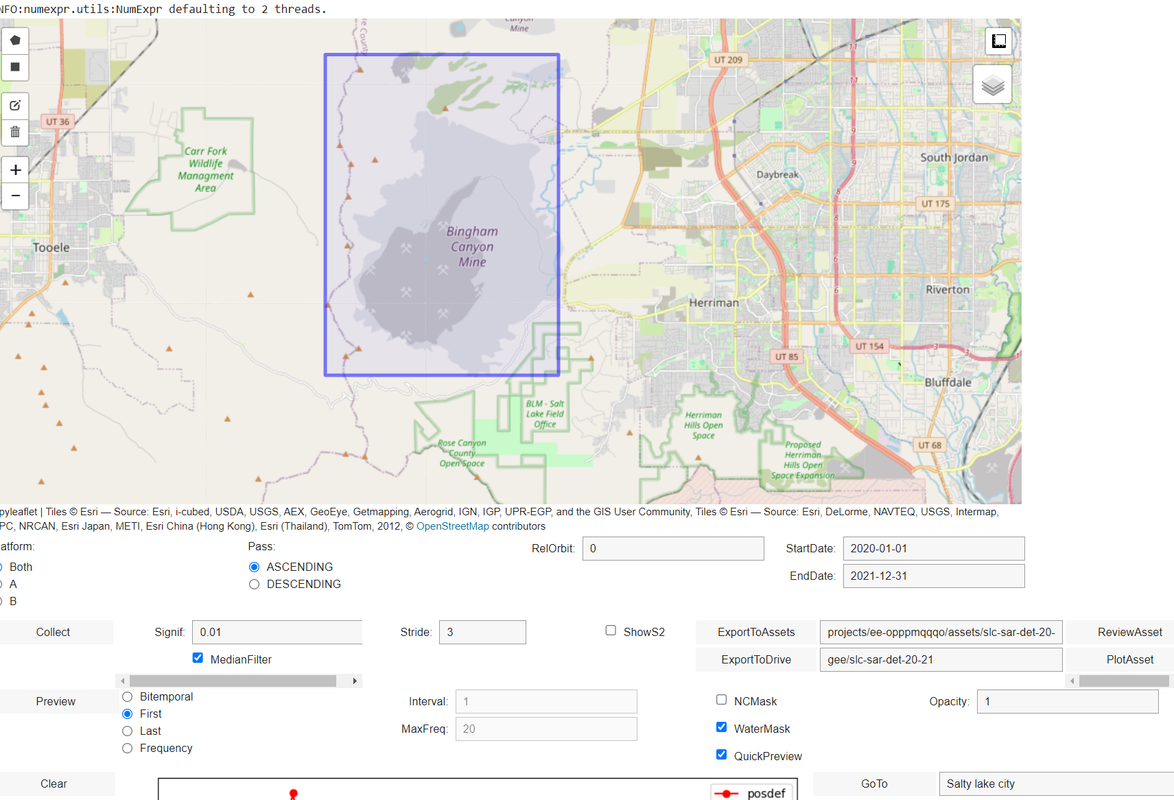 NFO:numexpr.utils:NumExpr defaulting to 2 threads.
Canyon
Mine
e County
UT 209
11
UT 36
Carr Fork
Wildlife
Managment
Area
South Jordan
Daybreak
UT 175
Tooele
Bingham
Canyon
Mine
6
Riverton
Herriman
UT 154
3
UT 85
Bluffdale
BLM - Salt
Lake Field
Office
Herriman
Hills Open
Space
Rose Canyon
County
Open Space
Proposed
Herriman
Hills Open
Space Expansion
UT 68
pyleaflet | Tiles © Esri — Source: Esri, i-cubed, USDA, USGS, AEX, GeoEye, Getmapping, Aerogrid, IGN, IGP, UPR-EGP, and the GIS User Community, Tiles © Esri — Source: Esri, DeLorme, NAVTEQ, USGS, Intermap,
PC, NRCAN, Esri Japan, METI, Esri China (Hong Kong), Esri (Thailand), TomTom, 2012, © OpenStreetMap contributors
atform:
Both
A
B
Pass:
ASCENDING
DESCENDING
RelOrbit: 0
StartDate: 2020-01-01
EndDate: 2021-12-31
Collect
Signif: 0.01
MedianFilter
Stride: 3
ShowS2
ExportToAssets projects/ee-opppmqqqo/assets/slc-sar-det-20-
ReviewAsset
ExportToDrive gee/slc-sar-det-20-21
PlotAsset
Preview
Bitemporal
First
Last
Frequency
Interval: 1
MaxFreq: 20
NCMask
WaterMask
QuickPreview
Opacity: 1
Clear
posdef
GoTo
Salty lake city